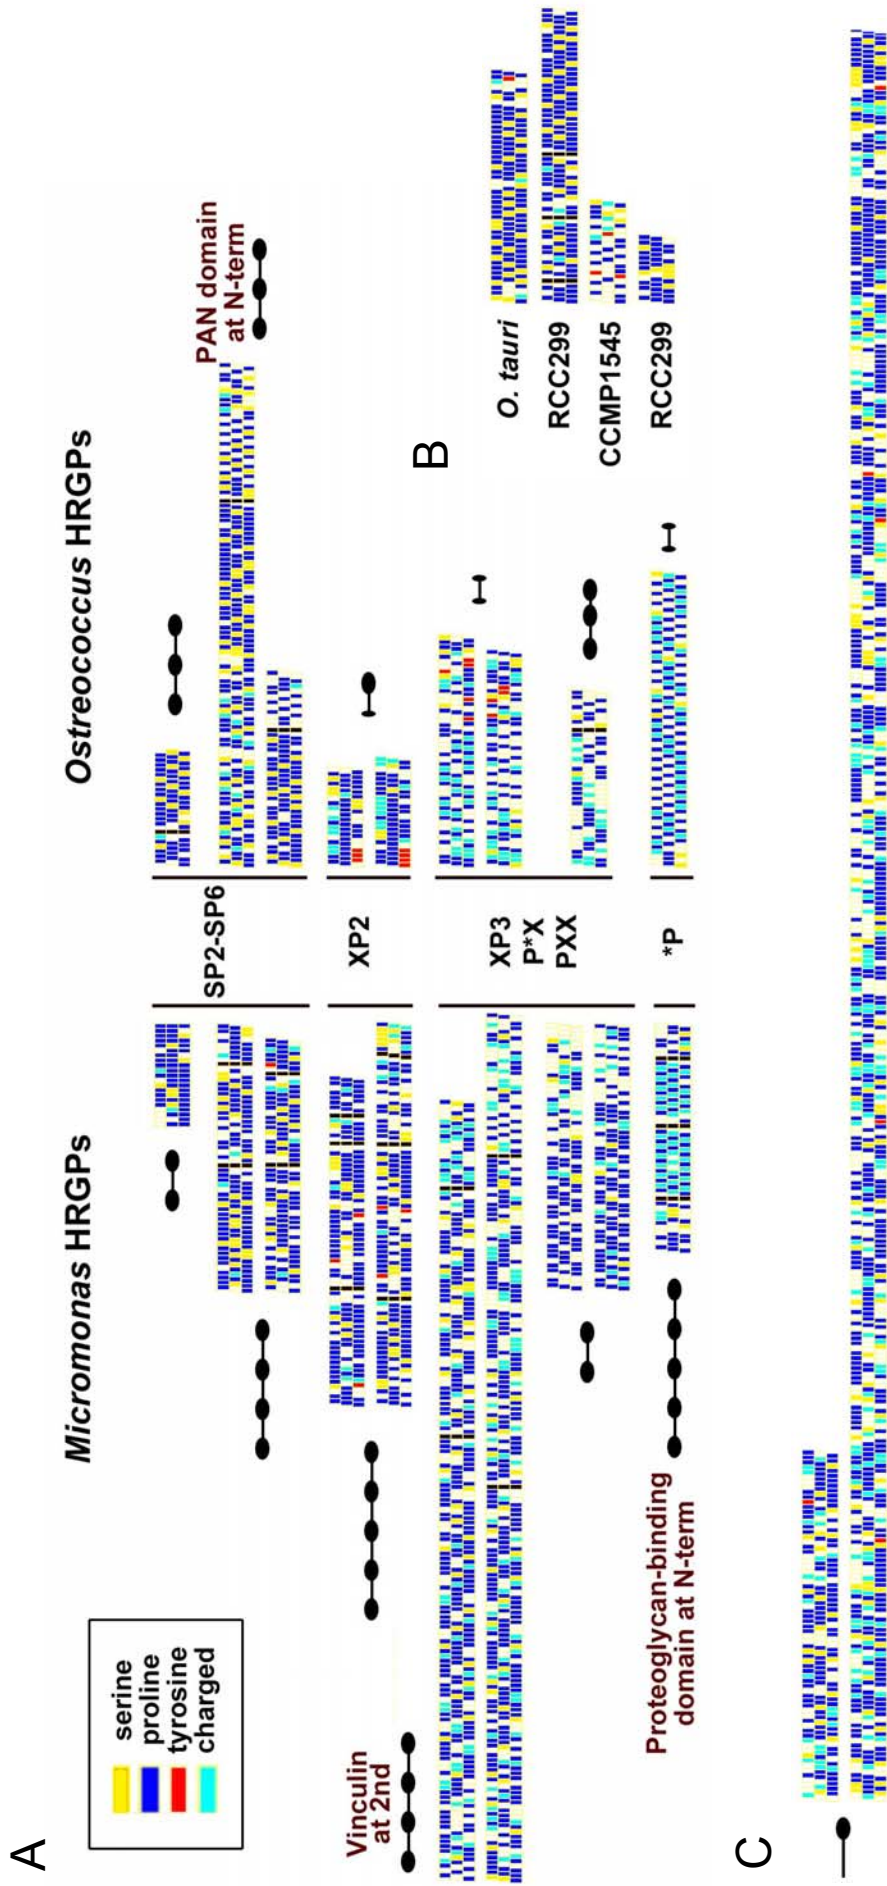 A
serine
proline
tyrosine
charged
Micromonas HRGPs
Ostreococcus HRGPs
SP2-SP6
PAN domain
at N-term
XP2
Vinculin
at 2nd
XP3
P*X
PXX
*P
Proteoglycan-binding
domain at N-term
B
O. tauri
RCC299
CCMP1545
RCC299
C